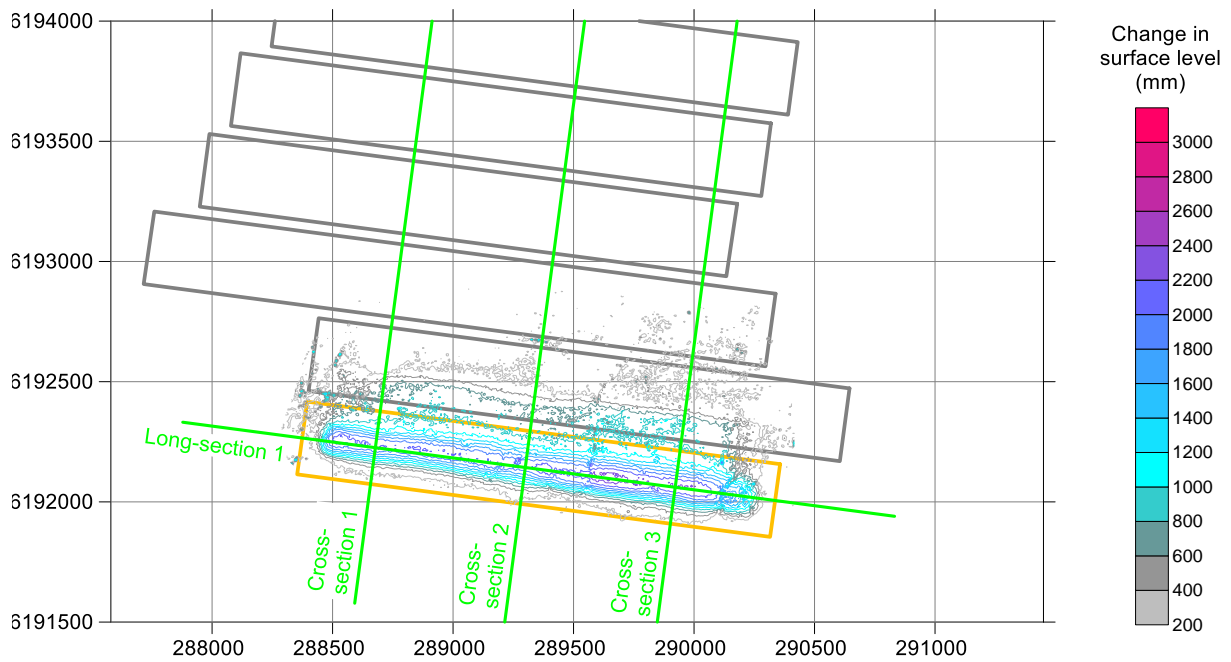 6194000
6193500
6193000
6192500
6192000
6191500
288000 288500 289000 289500 290000 290500 291000
Long-section 1
Cross-
section 1
Cross-
section 2
Cross-
section 3
Change in
surface level
(mm)
3000
2800
2600
2400
2200
2000
1800
1600
1400
1200
1000
800
600
400
200